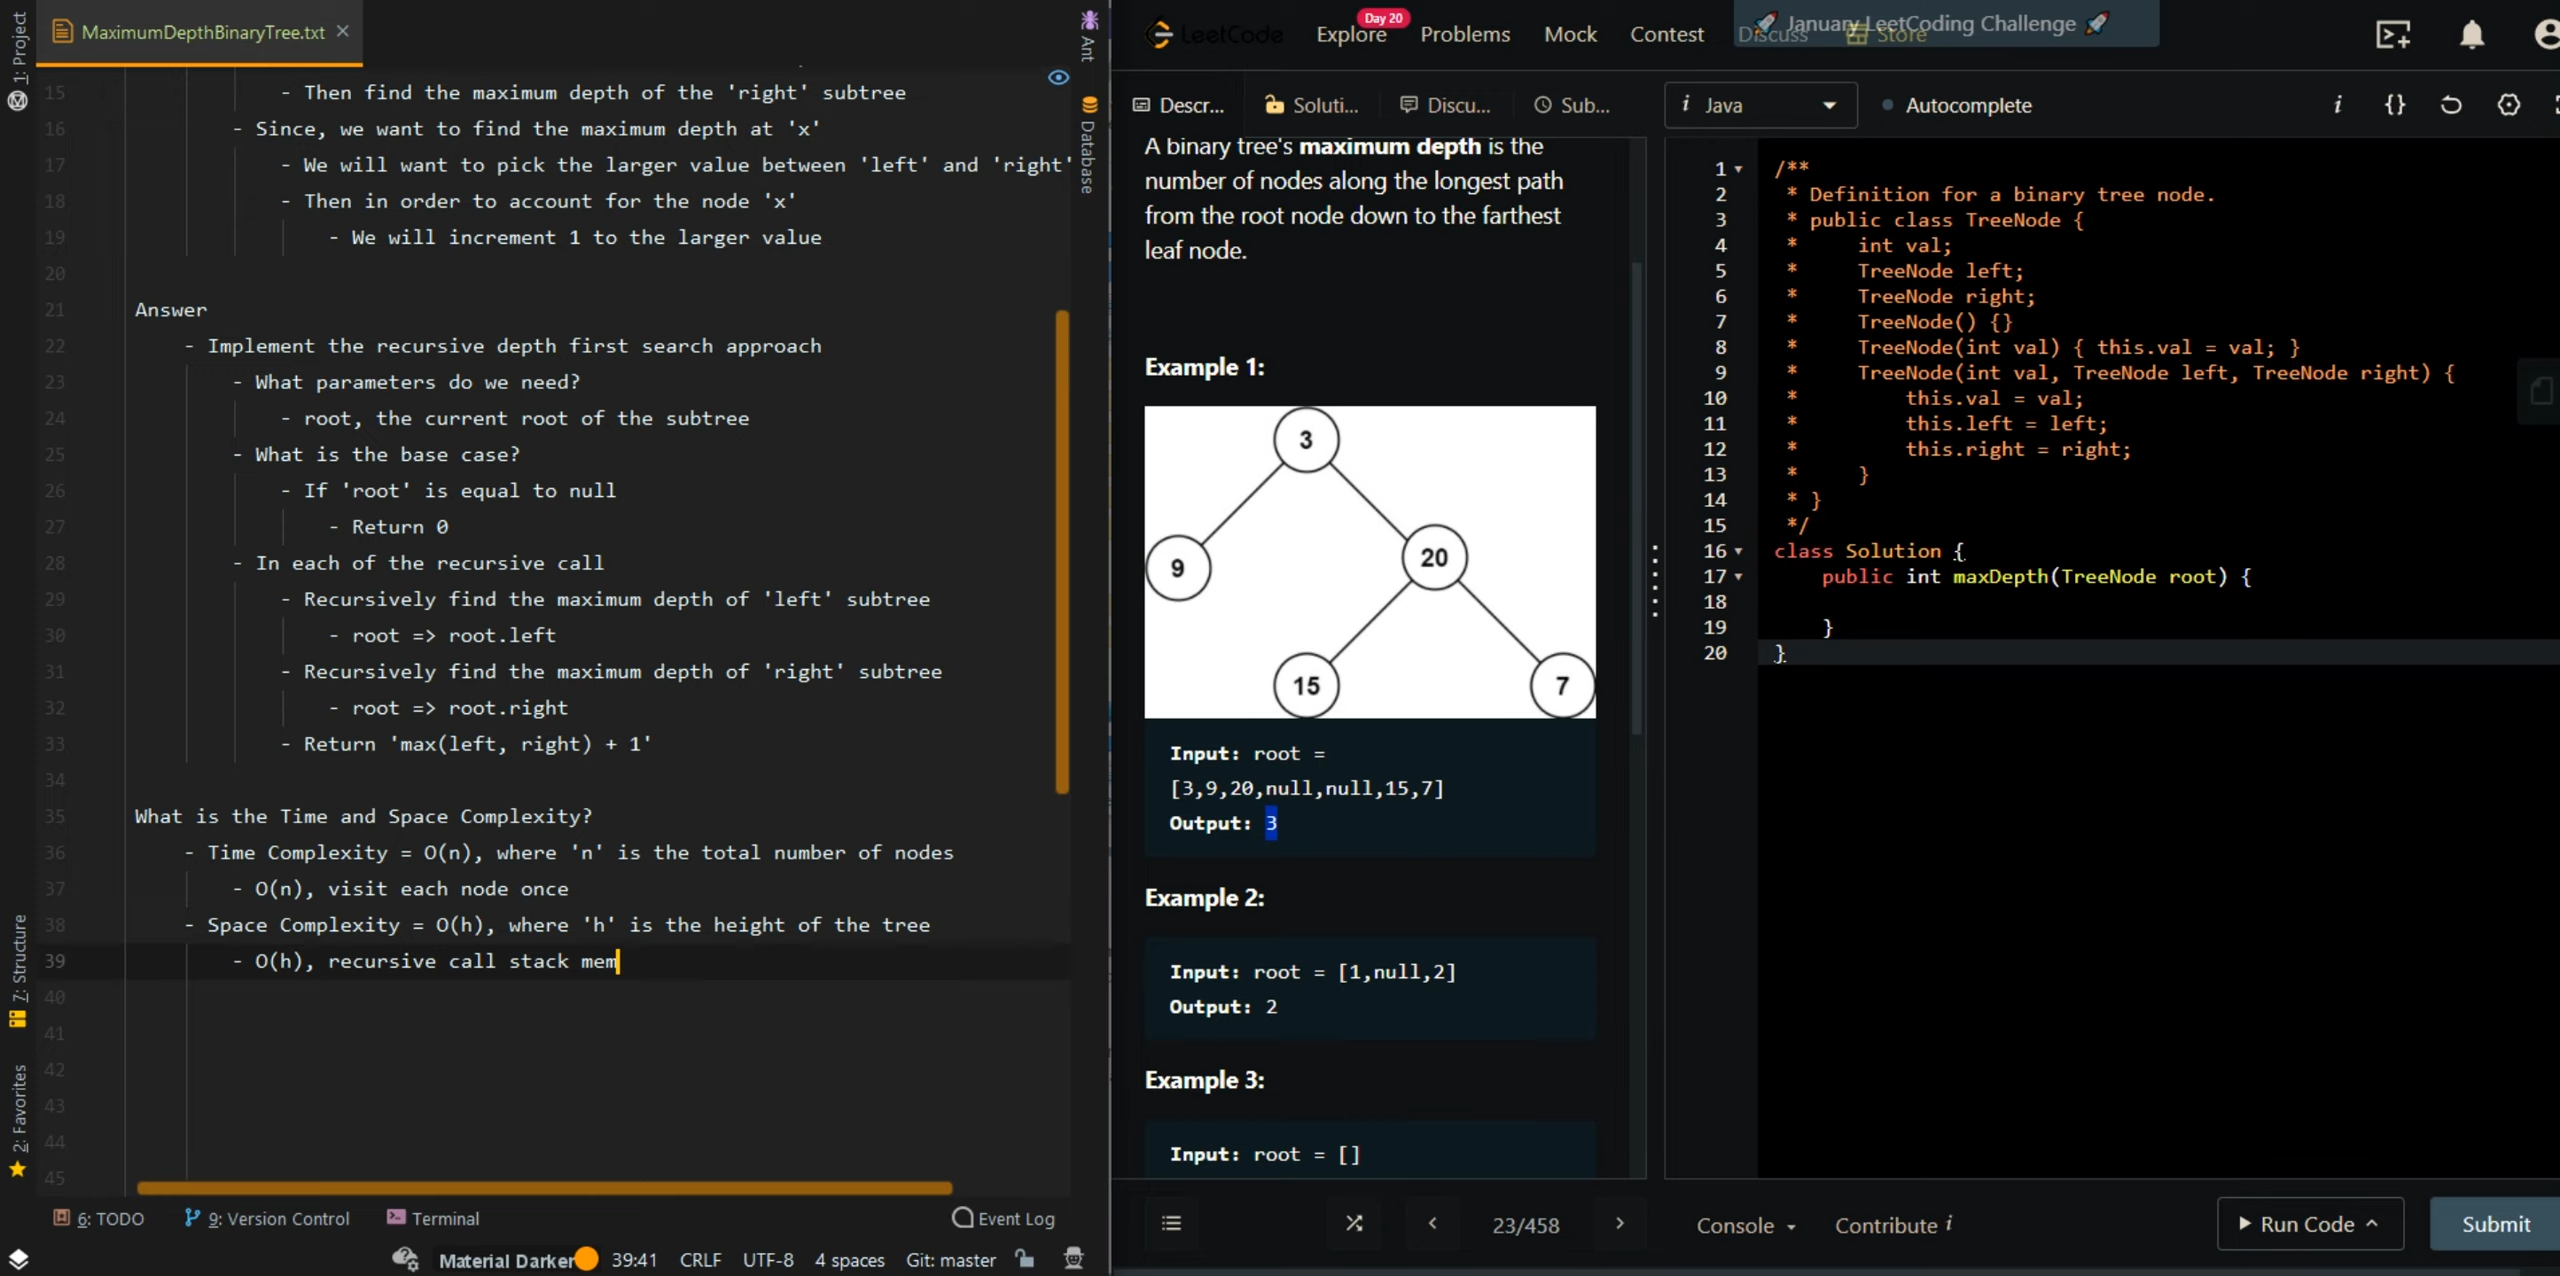 1: Project
MaximumDepthBinaryTree.txt
15 - Then find the maximum depth of the 'right' subtree
16 - Since, we want to find the maximum depth at 'x'
17 - We will want to pick the larger value between 'left' and 'right'
18 - Then in order to account for the node 'x'
19 - We will increment 1 to the larger value
20
21 Answer
22 - Implement the recursive depth first search approach
23 - What parameters do we need?
24 - root, the current root of the subtree
25 - What is the base case?
26 - If 'root' is equal to null
27 - Return 0
28 - In each of the recursive call
29 - Recursively find the maximum depth of 'left' subtree
30 - root => root.left
31 - Recursively find the maximum depth of 'right' subtree
32 - root => root.right
33 - Return 'max(left, right) + 1'
34
35 What is the Time and Space Complexity?
36 - Time Complexity = O(n), where 'n' is the total number of nodes
37 - O(n), visit each node once
38 - Space Complexity = O(h), where 'h' is the height of the tree
39 - O(h), recursive call stack mem
40
41
42
43
44
45
7: Structure
2: Favorites
Ant
Database
6: TODO 9: Version Control Terminal Event Log
Material Darker 39:41 CRLF UTF-8 4 spaces Git: master
LeetCode Explore Day 20 Problems Mock Contest Discuss Store
January LeetCoding Challenge
Descr... Soluti... Discu... Sub...
A binary tree's maximum depth is the
number of nodes along the longest path
from the root node down to the farthest
leaf node.
Example 1:
3
9
20
15
7
Input: root =
[3,9,20,null,null,15,7]
Output: 3
Example 2:
Input: root = [1,null,2]
Output: 2
Example 3:
Input: root = []
23/458
i Java Autocomplete i {}
1 /**
2 * Definition for a binary tree node.
3 * public class TreeNode {
4 * int val;
5 * TreeNode left;
6 * TreeNode right;
7 * TreeNode() {}
8 * TreeNode(int val) { this.val = val; }
9 * TreeNode(int val, TreeNode left, TreeNode right) {
10 * this.val = val;
11 * this.left = left;
12 * this.right = right;
13 * }
14 * }
15 */
16 class Solution {
17 public int maxDepth(TreeNode root) {
18
19 }
20 }
Console Contribute i Run Code Submit